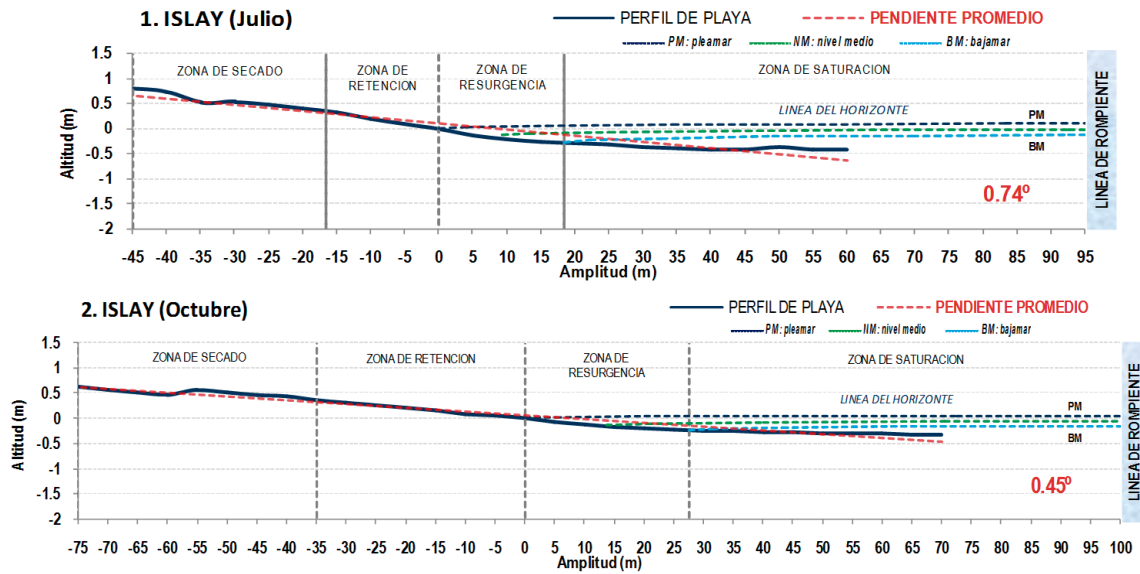 1. ISLAY (Julio)
PERFIL DE PLAYA
PENDIENTE PROMEDIO
PM: pleamar
NM: nivel medio
BM: bajamar
ZONA DE SECADO
ZONA DE
RETENCION
ZONA DE
RESURGENCIA
ZONA DE SATURACION
LINEA DEL HORIZONTE
PM
BM
0.74º
LINEA DE ROMPIENTE
Altitud (m)
1.5
1
0.5
0
-0.5
-1
-1.5
-2
-45 -40 -35 -30 -25 -20 -15 -10 -5 0 5 10 15 20 25 30 35 40 45 50 55 60 65 70 75 80 85 90 95
Amplitud (m)
2. ISLAY (Octubre)
PERFIL DE PLAYA
PENDIENTE PROMEDIO
PM: pleamar
NM: nivel medio
BM: bajamar
ZONA DE SECADO
ZONA DE RETENCION
ZONA DE
RESURGENCIA
ZONA DE SATURACION
LINEA DEL HORIZONTE
PM
BM
0.45º
LINEA DE ROMPIENTE
Altitud (m)
1.5
1
0.5
0
-0.5
-1
-1.5
-2
-75 -70 -65 -60 -55 -50 -45 -40 -35 -30 -25 -20 -15 -10 -5 0 5 10 15 20 25 30 35 40 45 50 55 60 65 70 75 80 85 90 95 100
Amplitud (m)